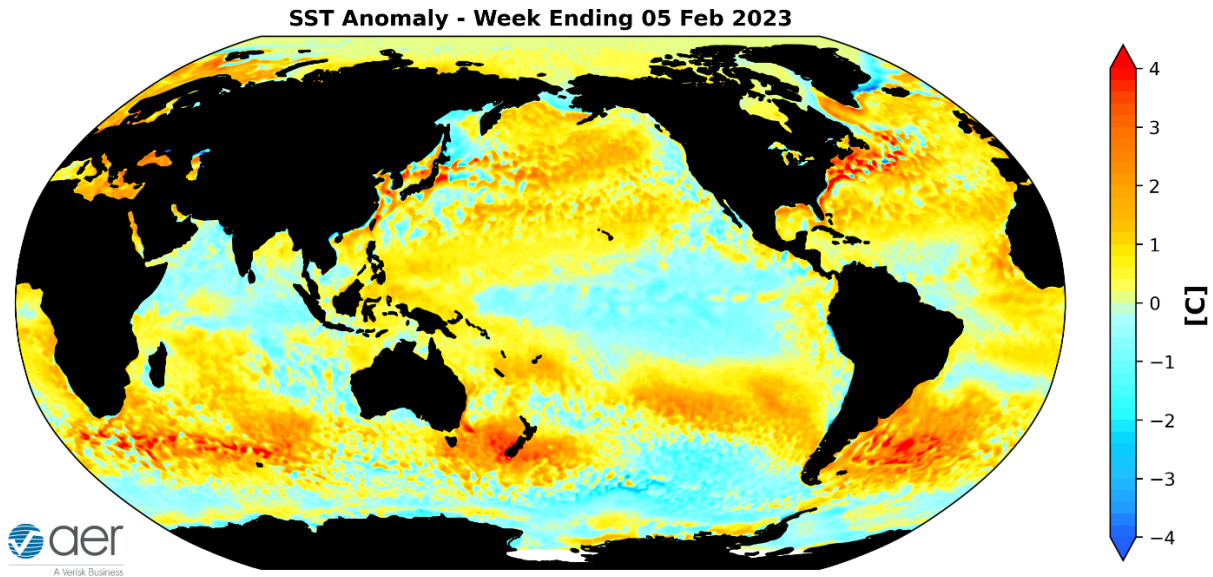 SST Anomaly - Week Ending 05 Feb 2023
4
3
2
1
0
−1
−2
−3
−4
[C]
aer
A Verisk Business